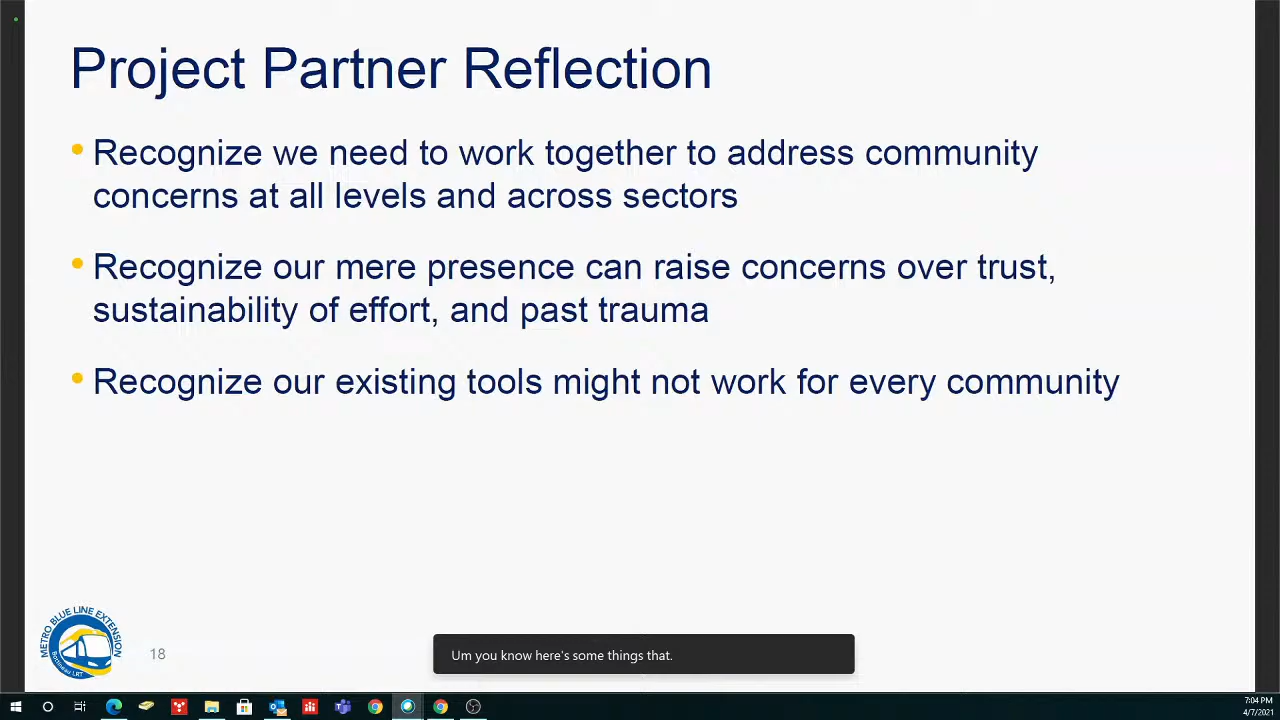 Project Partner Reflection
• Recognize we need to work together to address community
concerns at all levels and across sectors
• Recognize our mere presence can raise concerns over trust,
sustainability of effort, and past trauma
• Recognize our existing tools might not work for every community
METRO BLUE LINE EXTENSION
Bottineau LRT
18
Um you know here's some things that.
7:04 PM
4/7/2021